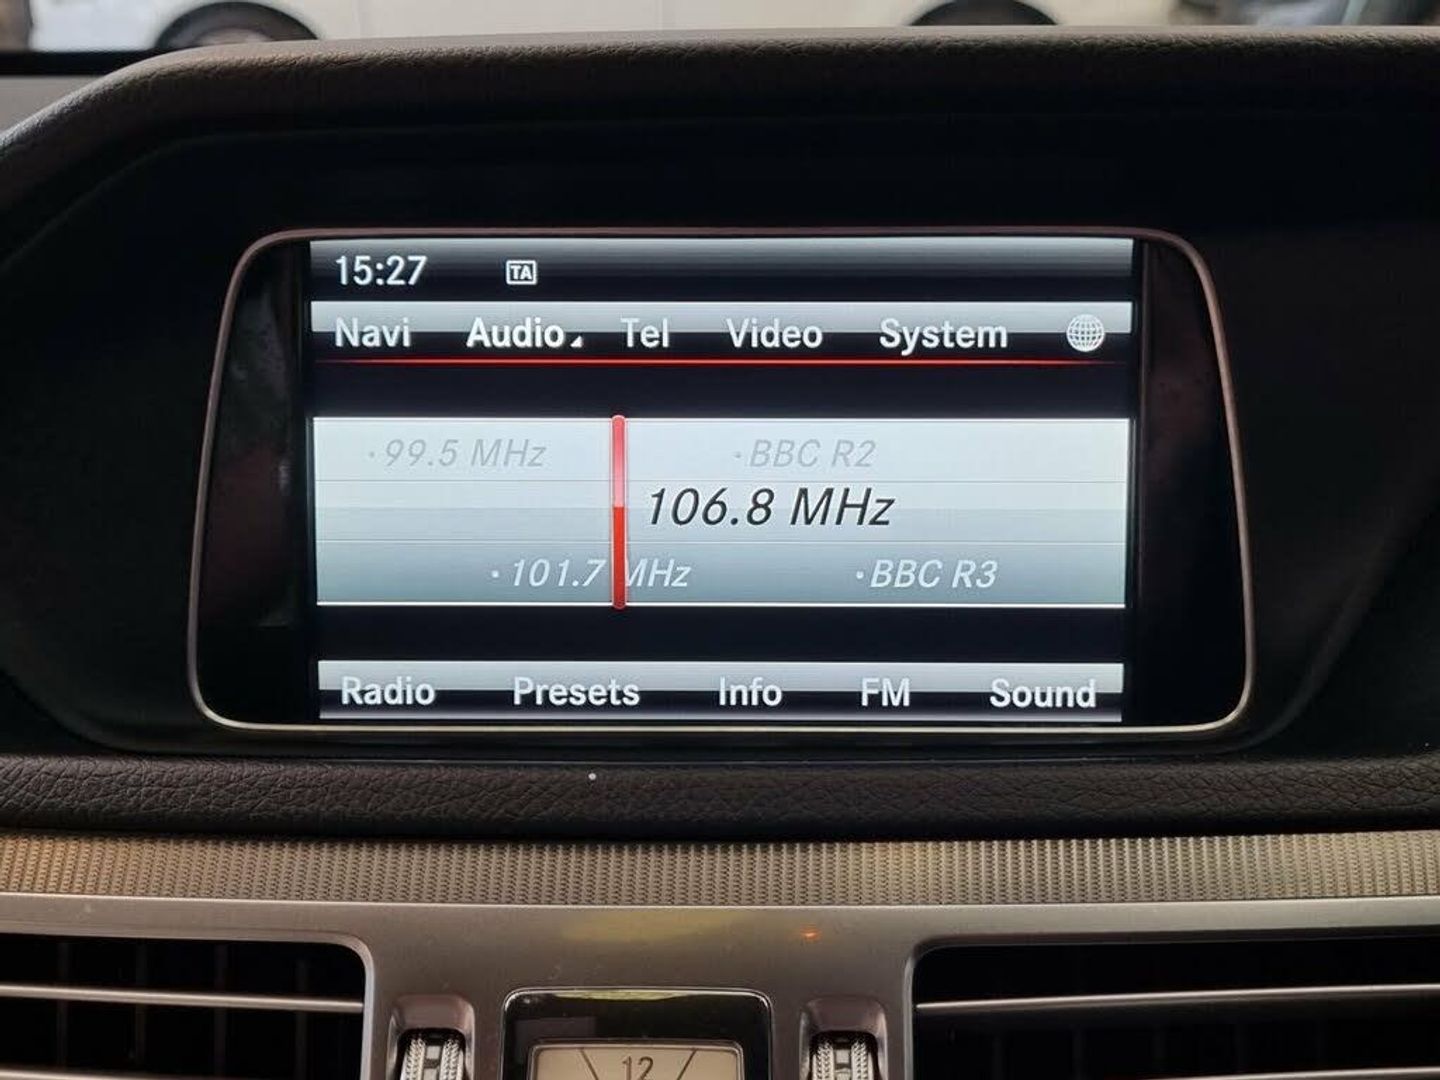 15:27 TA
Navi Audio Tel Video System
·99.5 MHz ·BBC R2
106.8 MHz
·101.7 MHz ·BBC R3
Radio Presets Info FM Sound
12